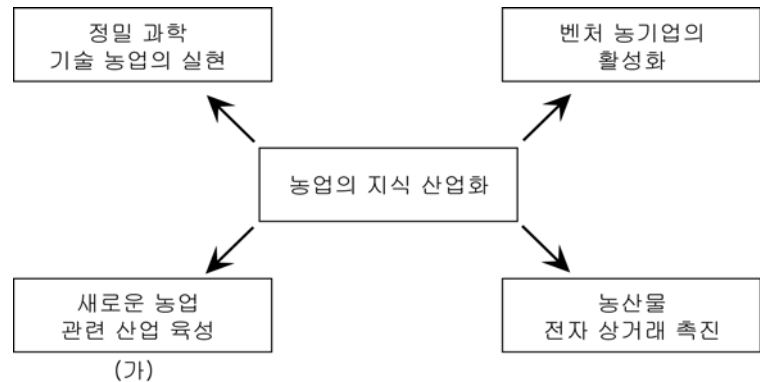 정밀 과학
기술 농업의 실현
벤처 농기업의
활성화
농업의 지식 산업화
새로운 농업
관련 산업 육성
(가)
농산물
전자 상거래 촉진